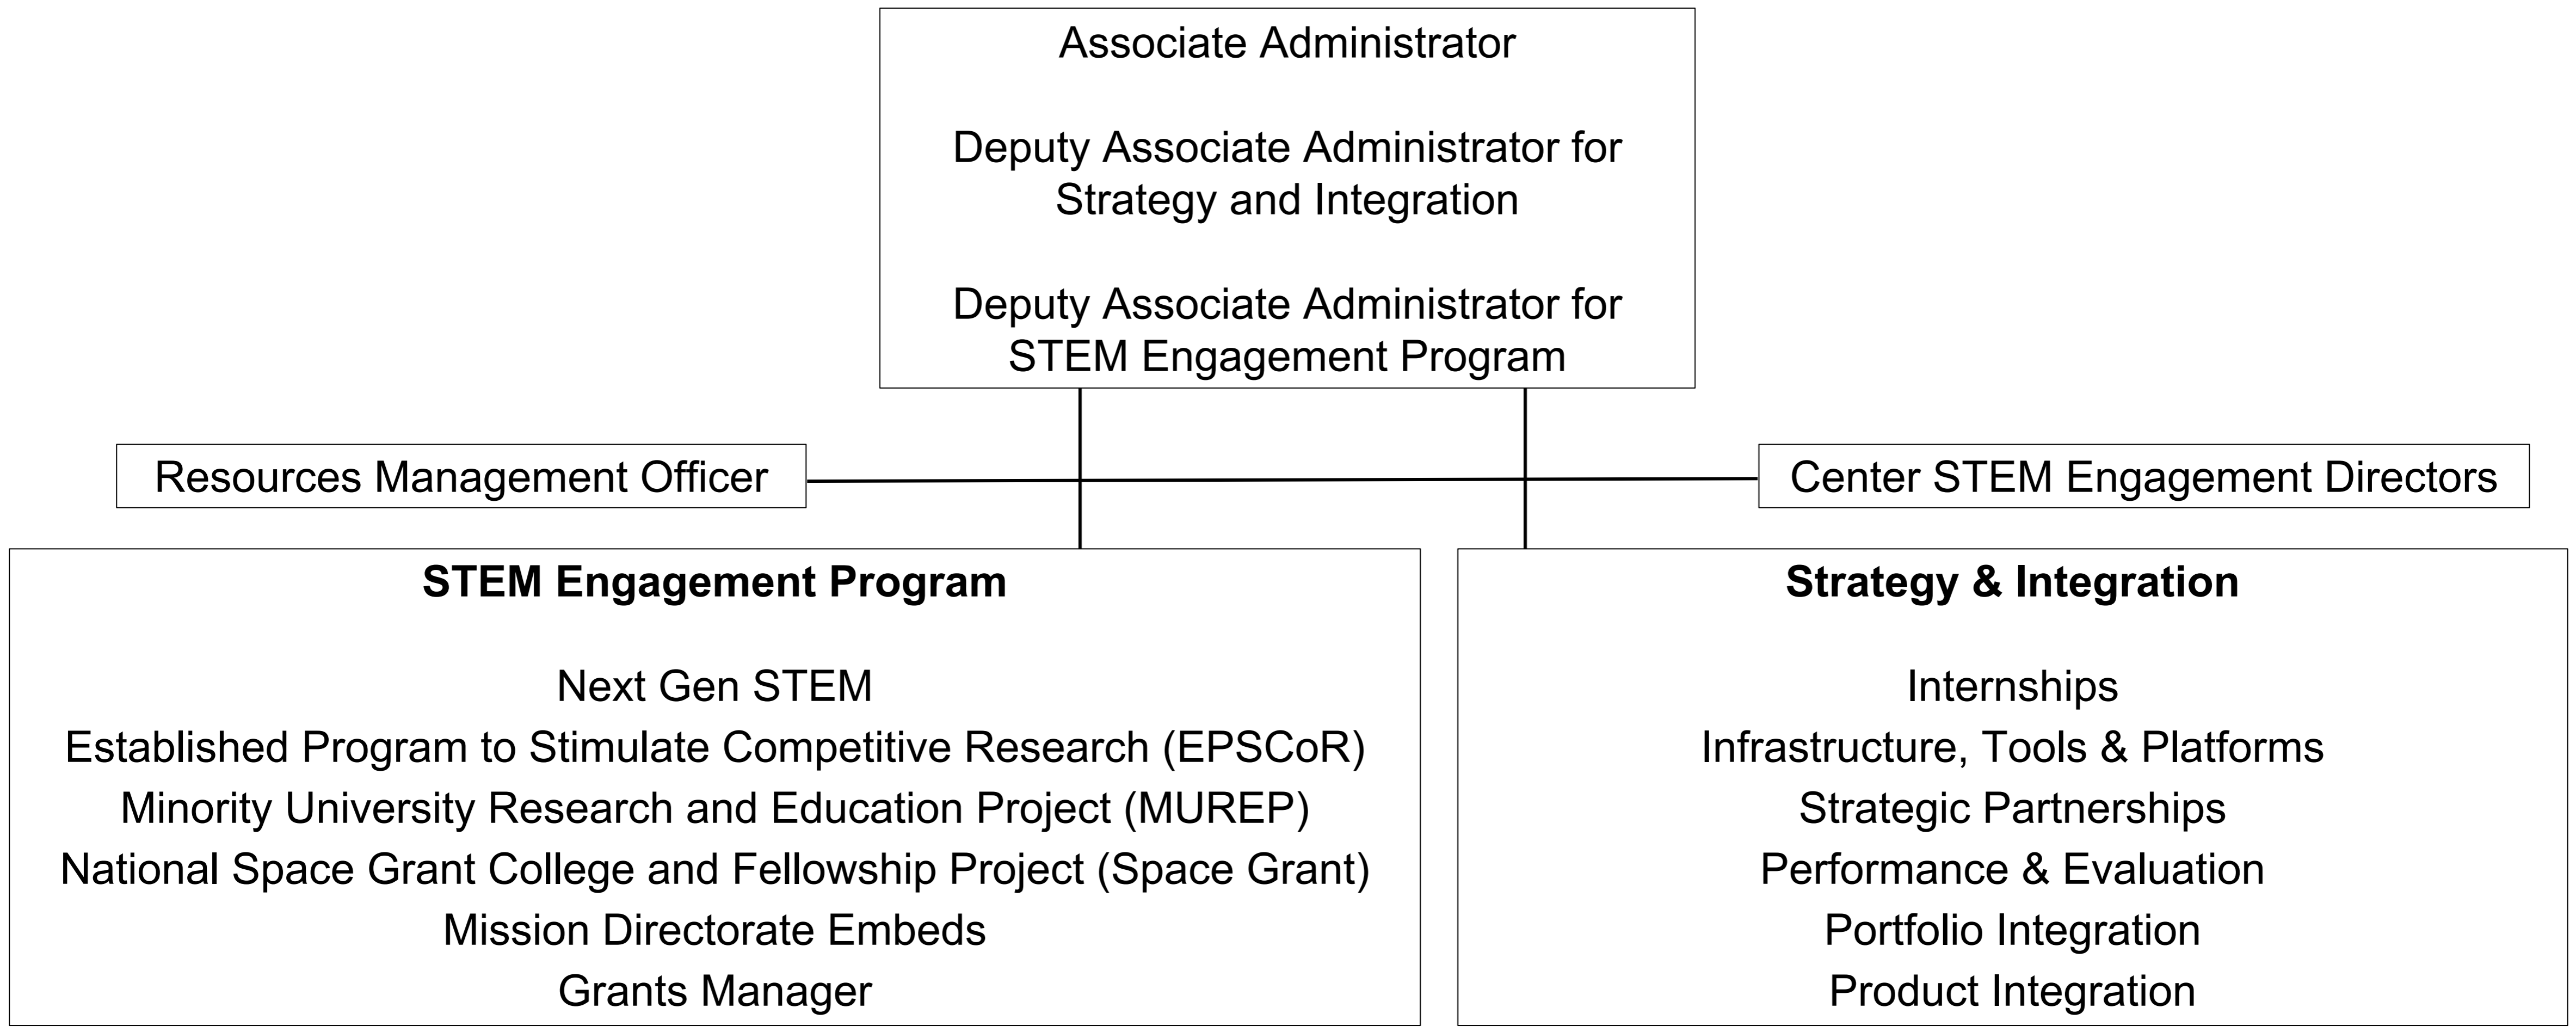 Associate Administrator
Deputy Associate Administrator for
Strategy and Integration
Deputy Associate Administrator for
STEM Engagement Program
Resources Management Officer
Center STEM Engagement Directors
STEM Engagement Program
Next Gen STEM
Established Program to Stimulate Competitive Research (EPSCoR)
Minority University Research and Education Project (MUREP)
National Space Grant College and Fellowship Project (Space Grant)
Mission Directorate Embeds
Grants Manager
Strategy & Integration
Internships
Infrastructure, Tools & Platforms
Strategic Partnerships
Performance & Evaluation
Portfolio Integration
Product Integration